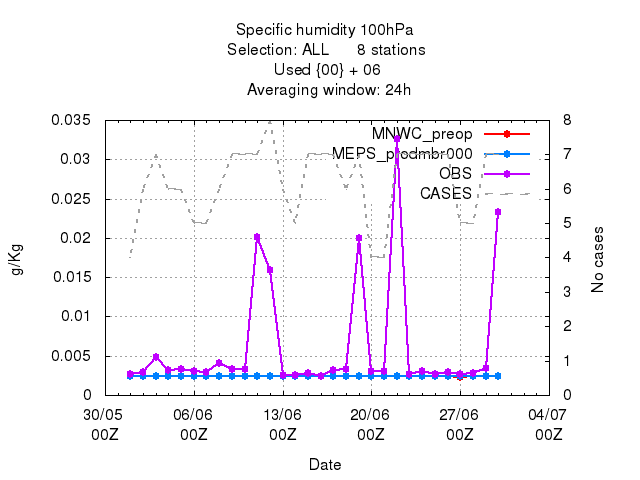 Specific humidity 100hPa
Selection: ALL 8 stations
Used {00} + 06
Averaging window: 24h
0.035
0.03
0.025
0.02
0.015
0.01
0.005
0
g/Kg
8
7
6
5
4
3
2
1
0
No cases
MNWC_preop
MEPS_prodmbr000
OBS
CASES
30/05 06/06 13/06 20/06 27/06 04/07
00Z 00Z 00Z 00Z 00Z 00Z
Date